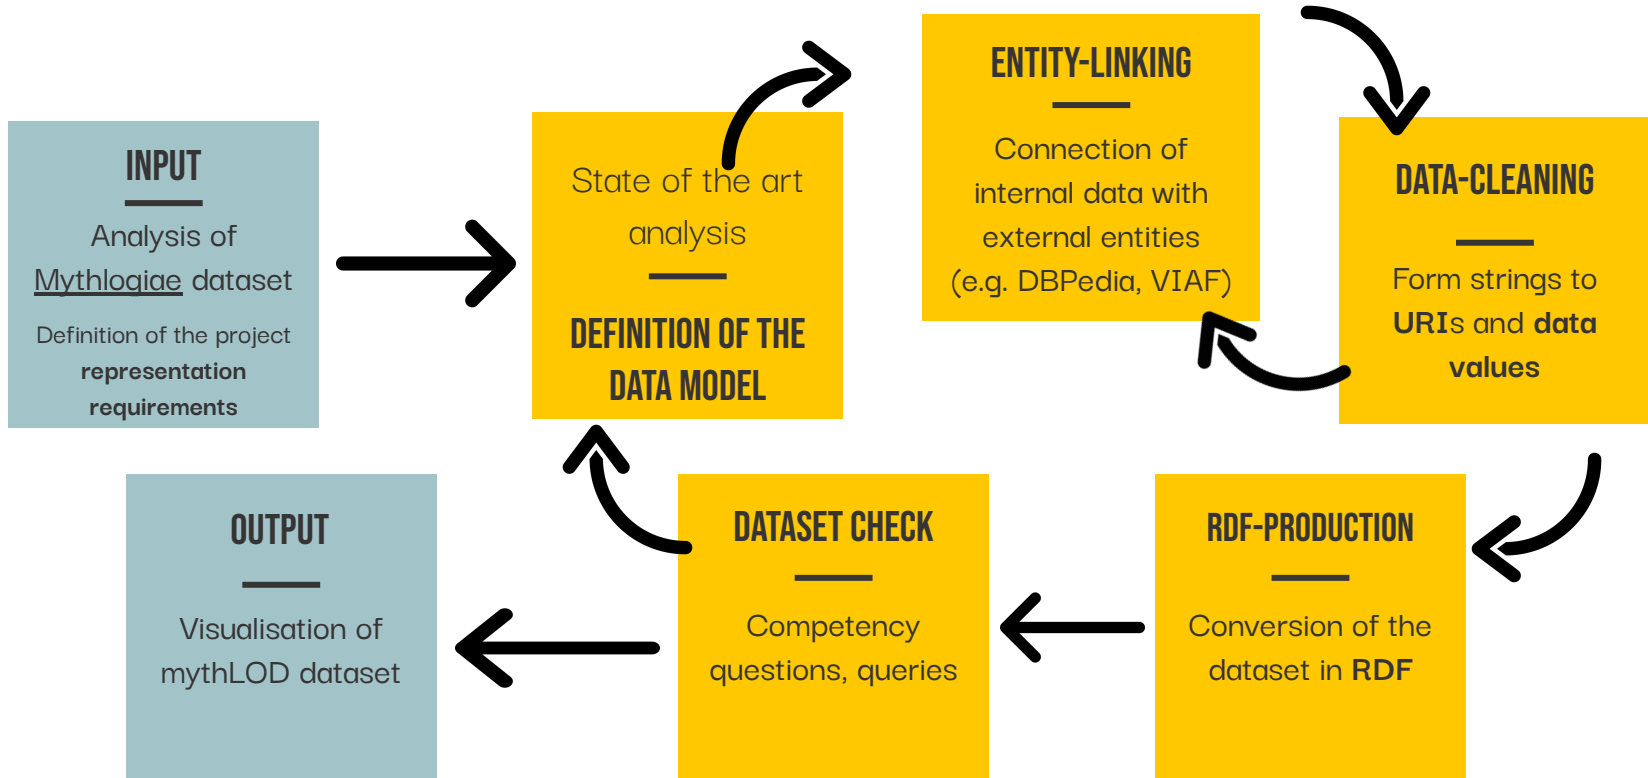 INPUT
Analysis of
Mythlogiae dataset
Definition of the project
representation
requirements
State of the art
analysis
DEFINITION OF THE
DATA MODEL
ENTITY-LINKING
Connection of
internal data with
external entities
(e.g. DBPedia, VIAF)
DATA-CLEANING
Form strings to
URIs and data
values
RDF-PRODUCTION
Conversion of the
dataset in RDF
DATASET CHECK
Competency
questions, queries
OUTPUT
Visualisation of
mythLOD dataset